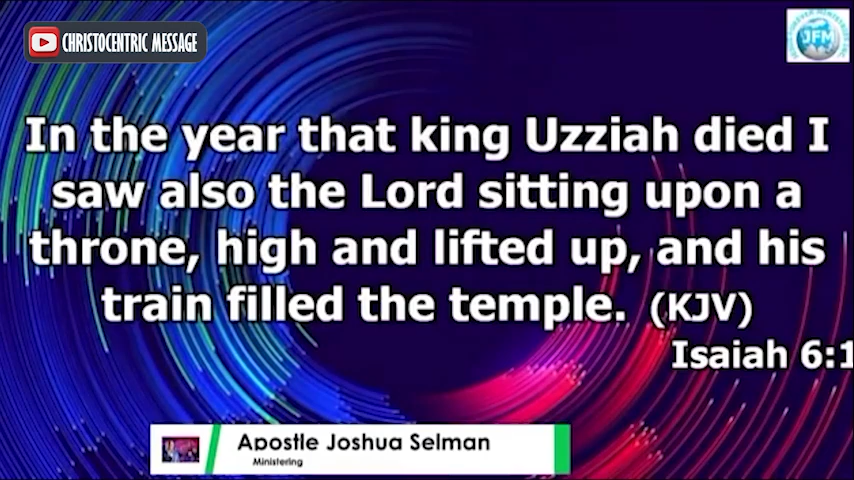 CHRISTOCENTRIC MESSAGE
JFM
In the year that king Uzziah died I
saw also the Lord sitting upon a
throne, high and lifted up, and his
train filled the temple. (KJV)
Isaiah 6:1
Apostle Joshua Selman
Ministering